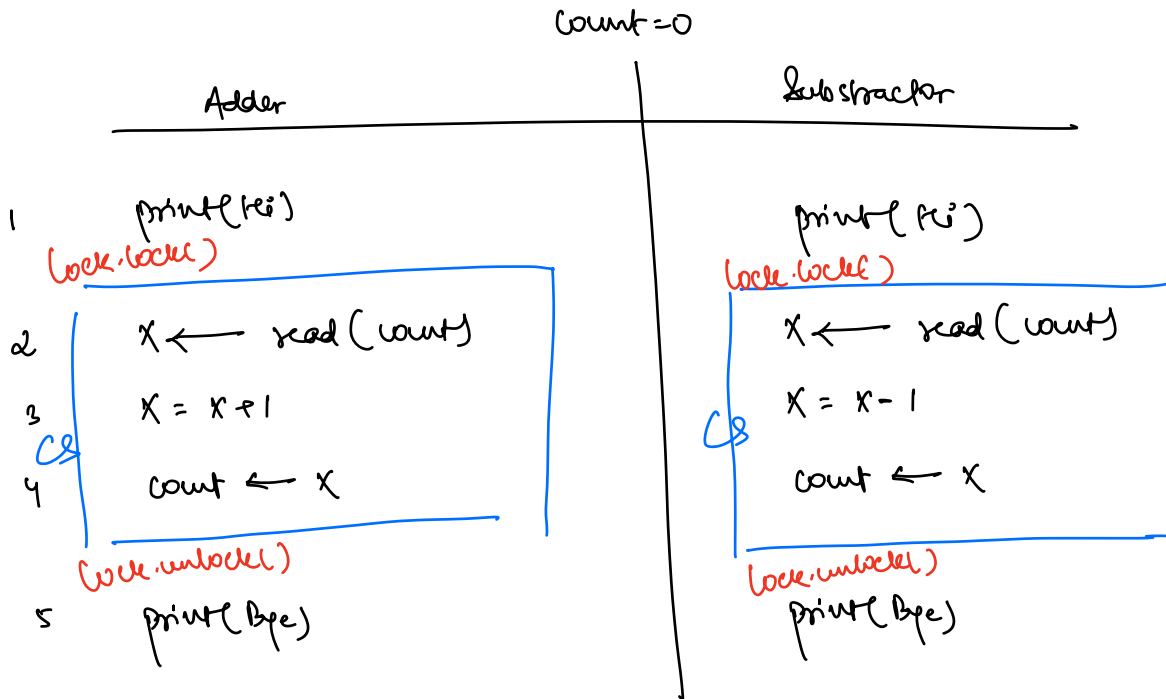 Count=0
Adder
Substractor
1 print(Hi)
print(Hi)
lock.lock()
lock.lock()
2 X ← read(count)
X ← read(count)
3 X = x+1
X = x-1
CS
CS
4 count ← X
count ← X
lock.unlock()
lock.unlock()
5 print(Bye)
print(Bye)